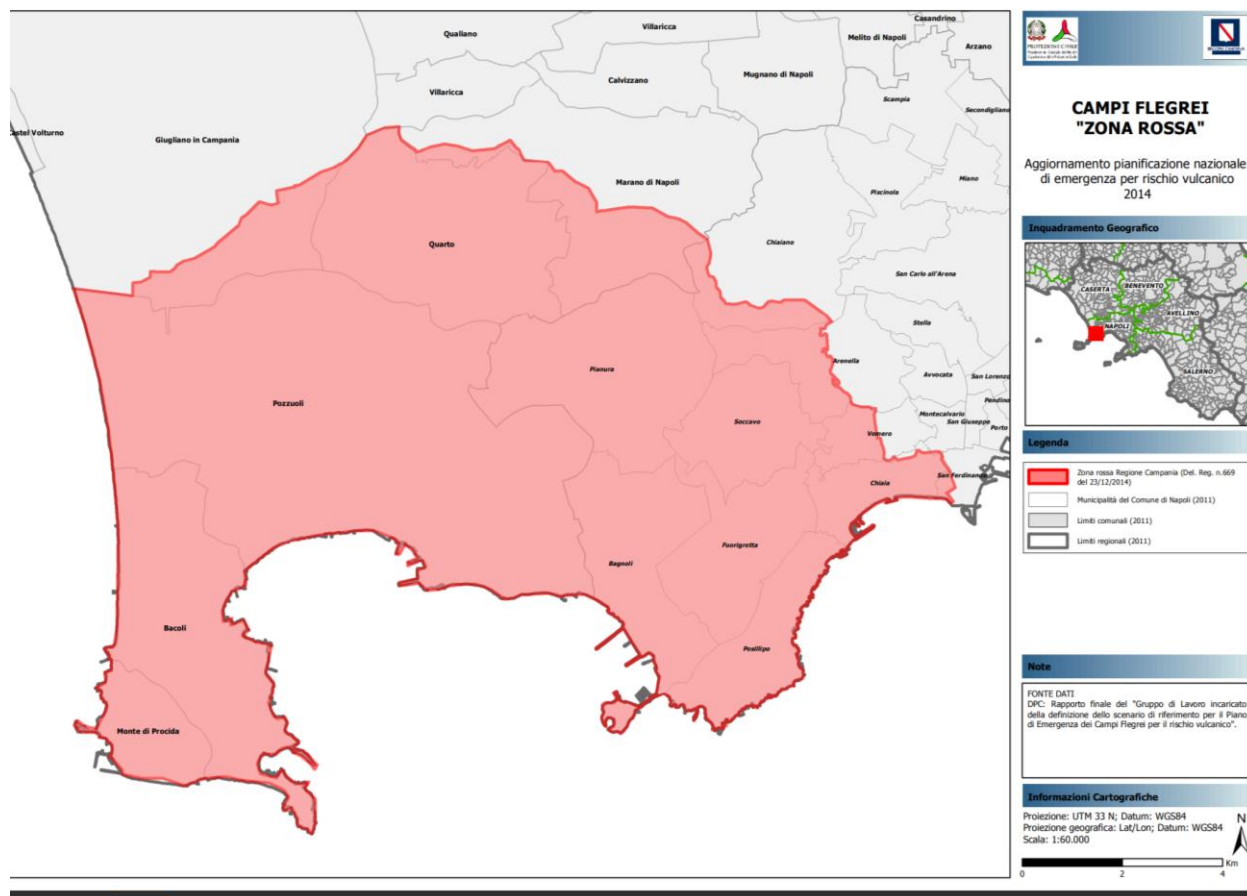 Casandrino
Villaricca
Qualiano
Melito di Napoli
Arzano
Mugnano di Napoli
Calvizzano
Villaricca
Scampia
Secondigliano
Castel Volturno
Giugliano in Campania
Marano di Napoli
Miano
Piscinola
Chiaiano
Quarto
San Carlo all'Arena
Stella
Arenella
Pianura
Avvocata
San Lorenzo
Pozzuoli
Pendino
Montecalvario
Soccavo
San Giuseppe
Porto
Vomero
San Ferdinando
Chiaia
Fuorigrotta
Bagnoli
Bacoli
Posillipo
Monte di Procida
PROTEZIONE CIVILE
REGIONE CAMPANIA
CAMPI FLEGREI
"ZONA ROSSA"
Aggiornamento pianificazione nazionale
di emergenza per rischio vulcanico
2014
Inquadramento Geografico
CASERTA
BENEVENTO
AVELLINO
NAPOLI
SALERNO
Legenda
Zona rossa Regione Campania (Del. Reg. n.669
del 23/12/2014)
Municipalità del Comune di Napoli (2011)
Limiti comunali (2011)
Limiti regionali (2011)
Note
FONTE DATI
DPC: Rapporto finale del "Gruppo di Lavoro incaricato
della definizione dello scenario di riferimento per il Piano
di Emergenza dei Campi Flegrei per il rischio vulcanico".
Informazioni Cartografiche
Proiezione: UTM 33 N; Datum: WGS84
Proiezione geografica: Lat/Lon; Datum: WGS84
Scala: 1:60.000
N
Km
0 2 4